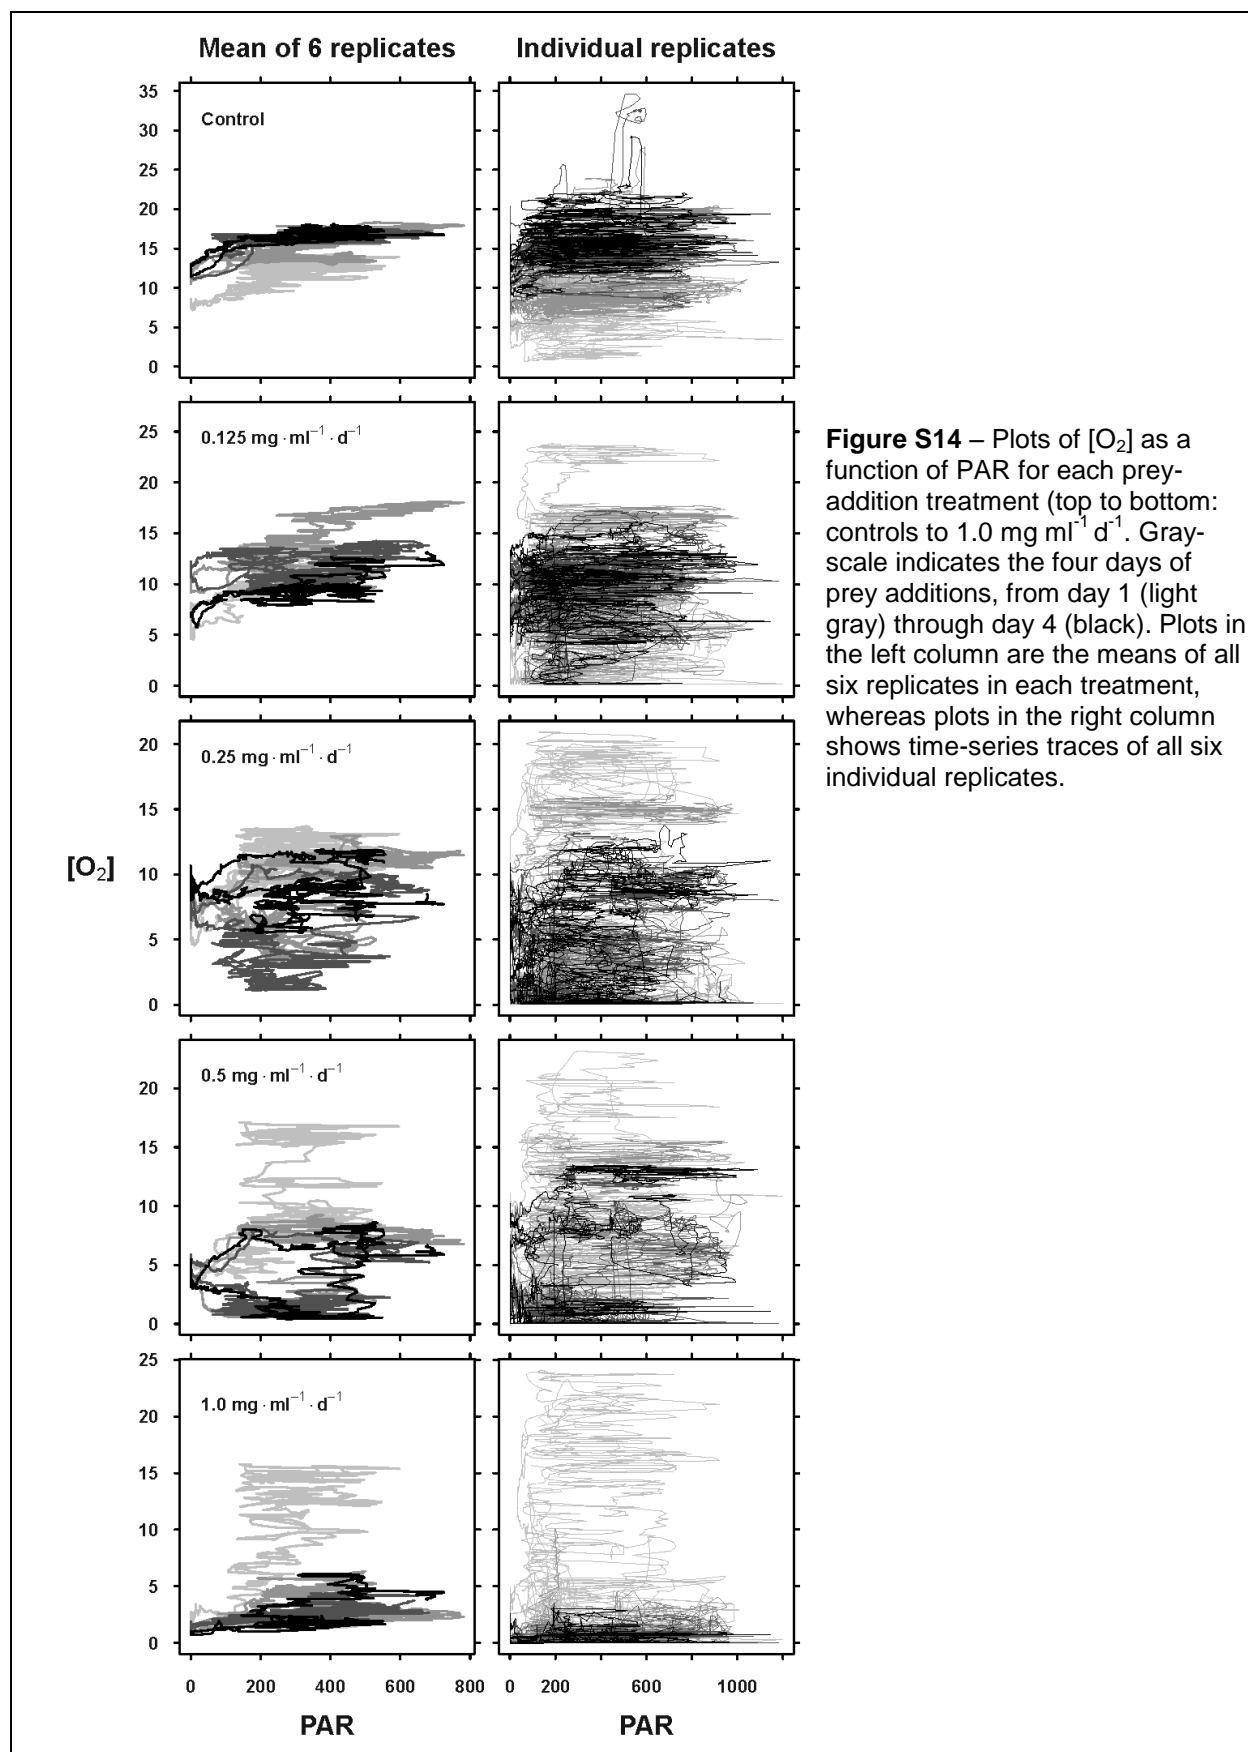 Mean of 6 replicates
Individual replicates
35
30
25
20
15
10
5
0
Control
25
20
15
10
5
0
0.125 mg · ml⁻¹ · d⁻¹
20
15
10
5
0
0.25 mg · ml⁻¹ · d⁻¹
[O₂]
20
15
10
5
0
0.5 mg · ml⁻¹ · d⁻¹
25
20
15
10
5
0
1.0 mg · ml⁻¹ · d⁻¹
0 200 400 600 800
0 200 600 1000
PAR
PAR
Figure S14 – Plots of [O₂] as a
function of PAR for each prey-
addition treatment (top to bottom:
controls to 1.0 mg ml⁻¹ d⁻¹. Gray-
scale indicates the four days of
prey additions, from day 1 (light
gray) through day 4 (black). Plots in
the left column are the means of all
six replicates in each treatment,
whereas plots in the right column
shows time-series traces of all six
individual replicates.